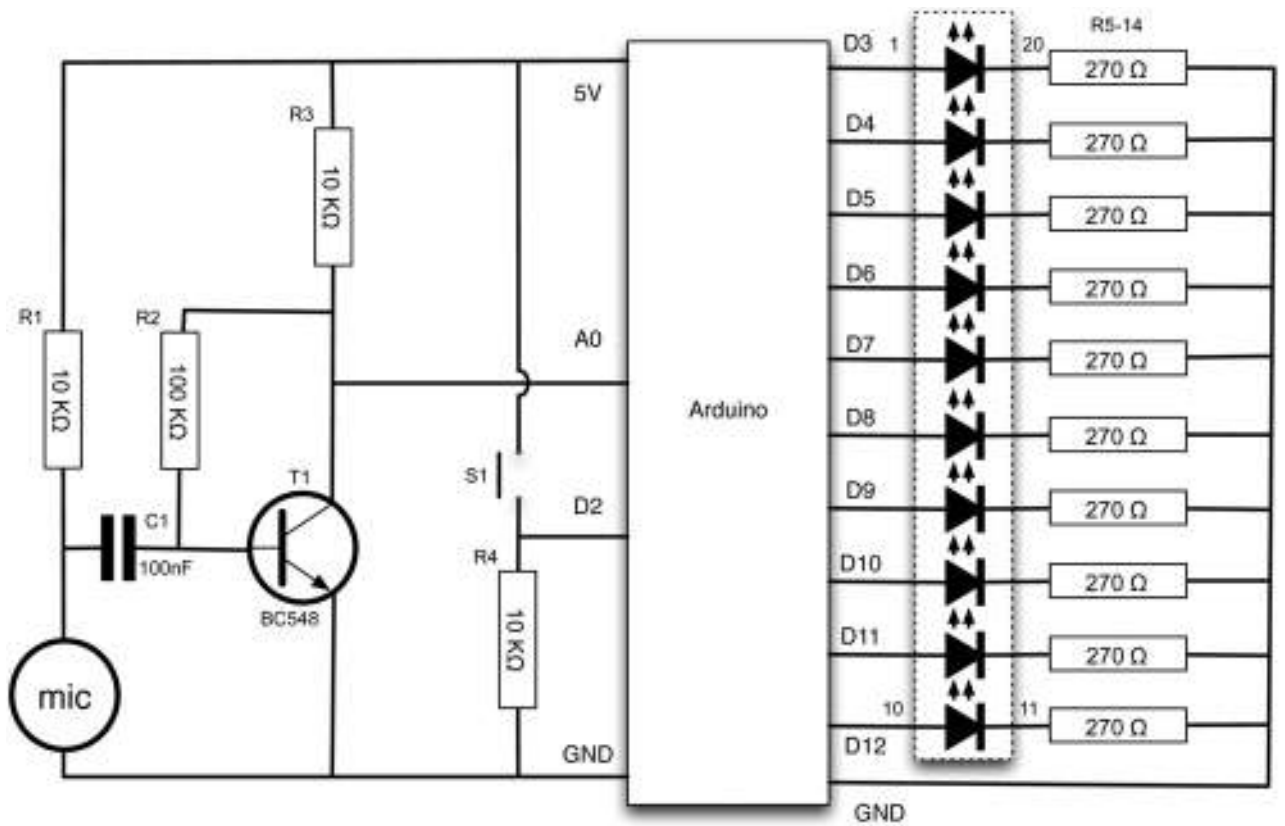 D3
1
20
R5-14
270 Ω
5V
R3
10 KΩ
D4
270 Ω
D5
270 Ω
D6
270 Ω
R1
10 KΩ
R2
100 KΩ
A0
D7
270 Ω
Arduino
D8
270 Ω
S1
T1
D9
270 Ω
D2
C1
100nF
R4
10 KΩ
BC548
D10
270 Ω
D11
270 Ω
mic
10
11
270 Ω
D12
GND
GND